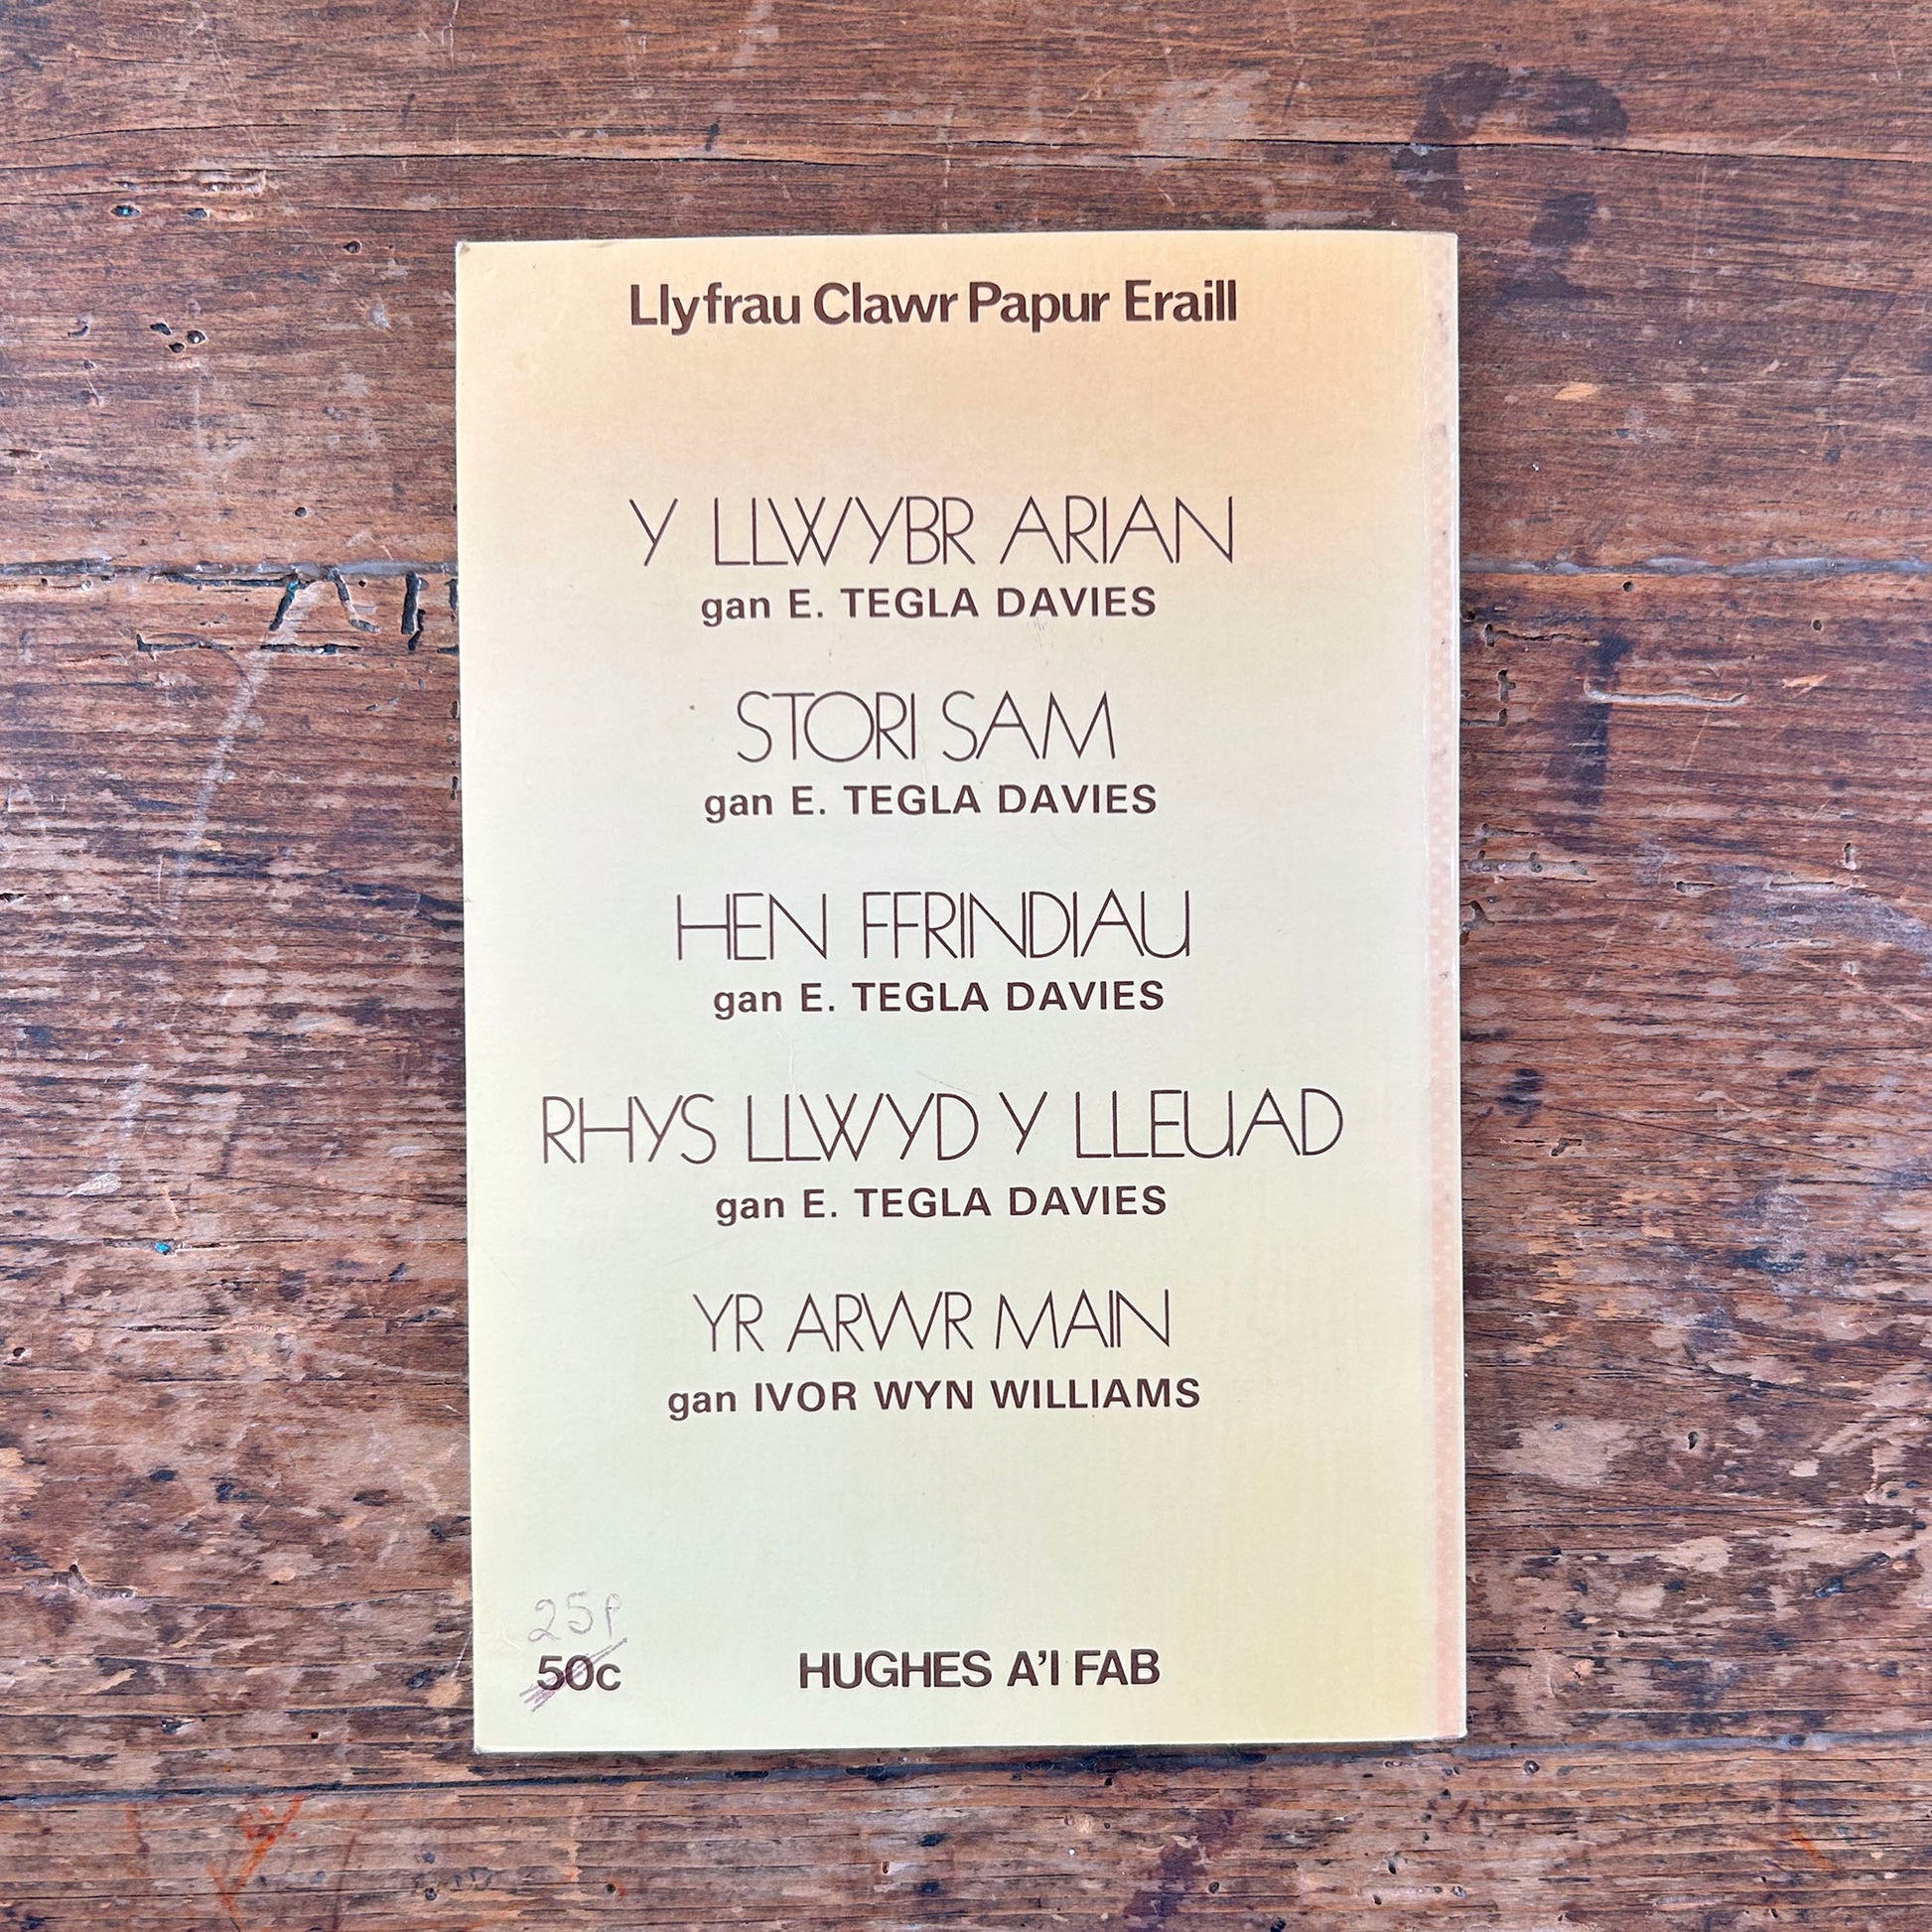 Llyfrau Clawr Papur Eraill
Y LLWYBR ARIAN
gan E. TEGLA DAVIES
STORI SAM
gan E. TEGLA DAVIES
HEN FFRINDIAU
gan E. TEGLA DAVIES
RHYS LLWYD Y LLEUAD
gan E. TEGLA DAVIES
YR ARWR MAIN
gan IVOR WYN WILLIAMS
25P
50c
HUGHES A'I FAB